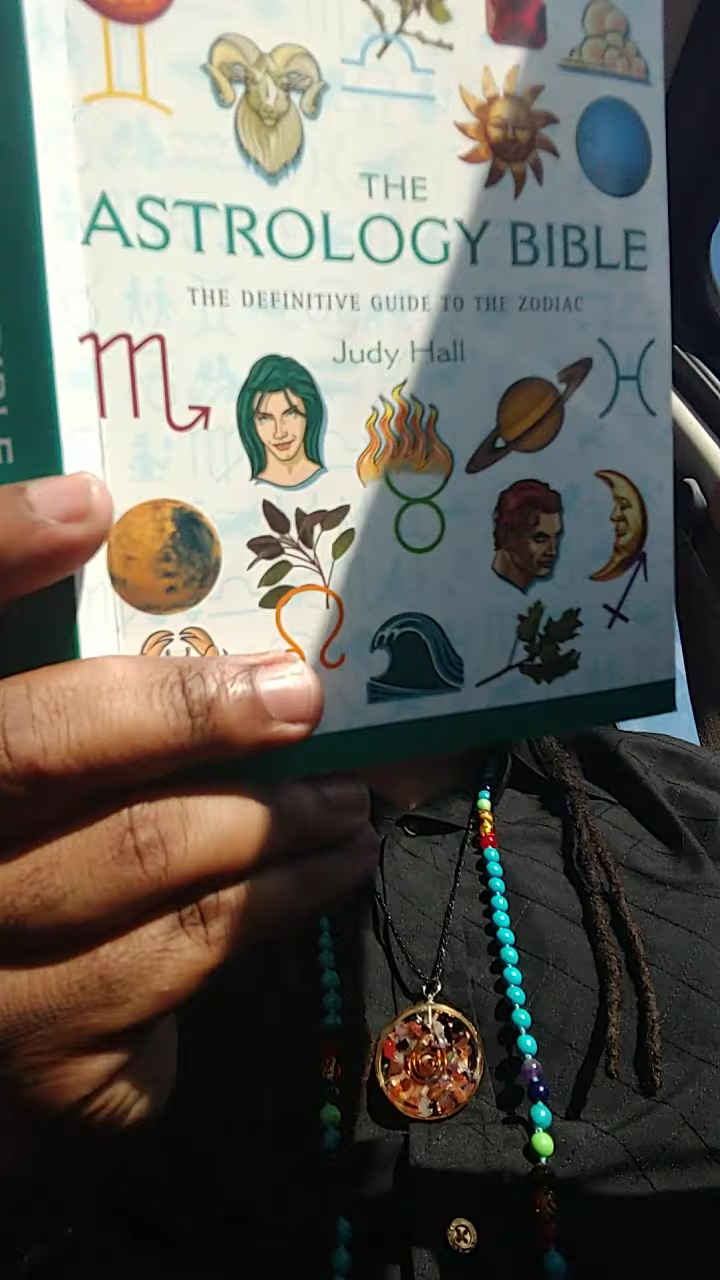 THE
ASTROLOGY BIBLE
THE DEFINITIVE GUIDE TO THE ZODIAC
Judy Hall